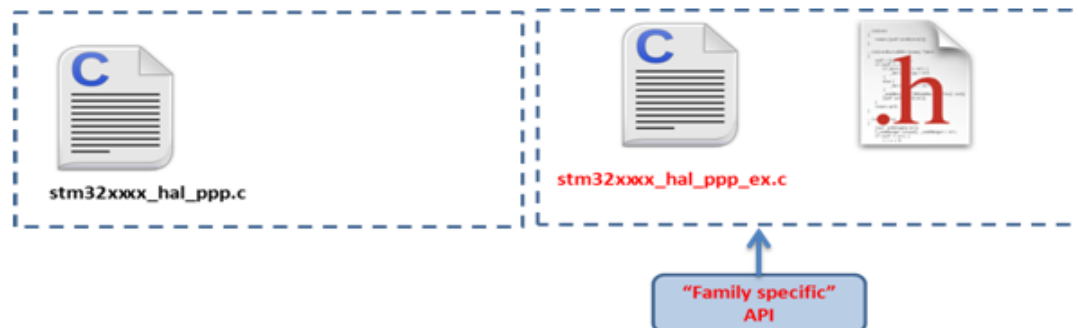 C
stm32xxxx_hal_ppp.c
C
stm32xxxx_hal_ppp_ex.c
.h
"Family specific"
API